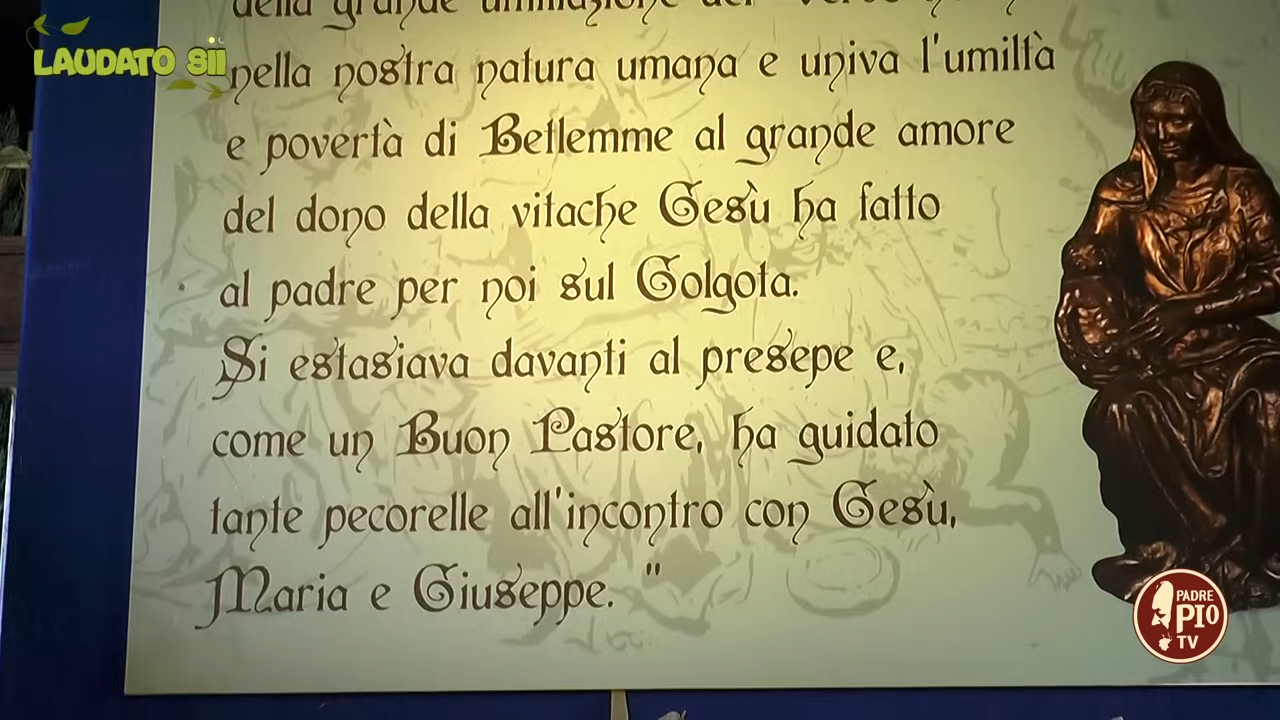 LAUDATO SII
della grande
nella nostra natura umana e univa l'umiltà
e povertà di Betlemme al grande amore
del dono della vitache Gesù ha fatto
al padre per noi sul Golgota.
Si estasiava davanti al presepe e,
come un Buon Pastore, ha guidato
tante pecorelle all'incontro con Gesù,
Maria e Giuseppe. "
PADRE
PIO
TV